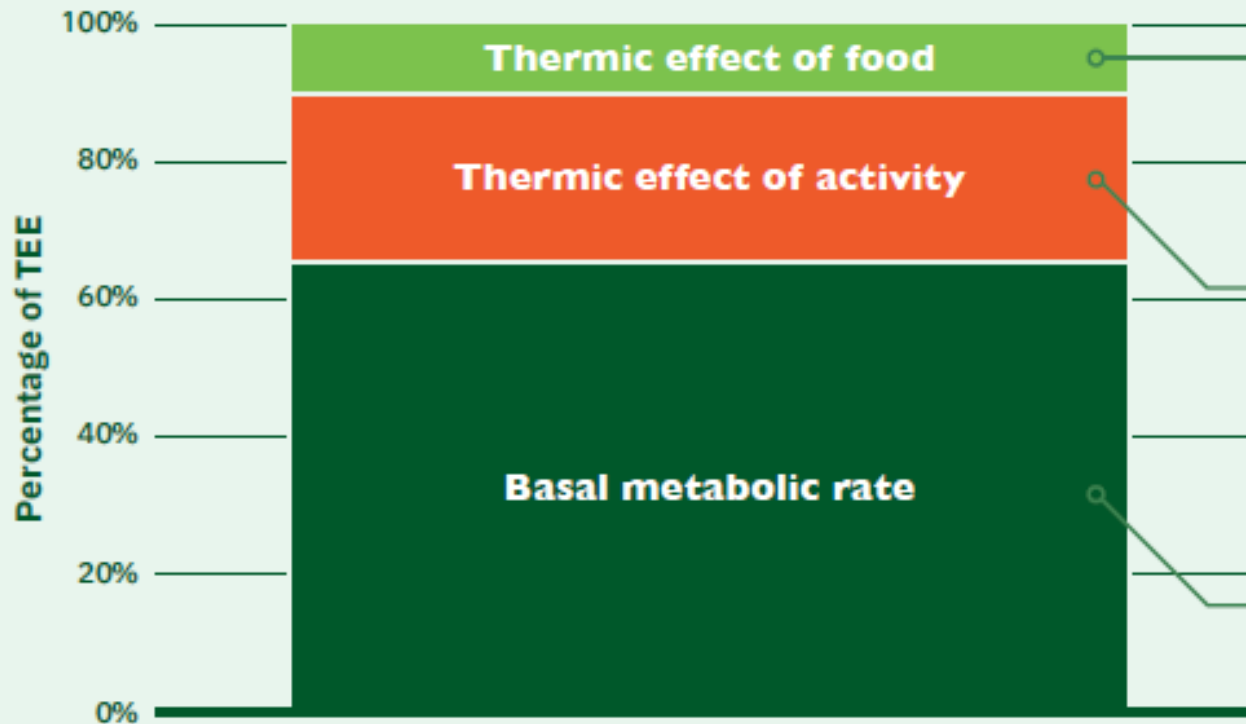 100%
Thermic effect of food
80%
Thermic effect of activity
60%
Percentage of TEE
40%
Basal metabolic rate
20%
0%